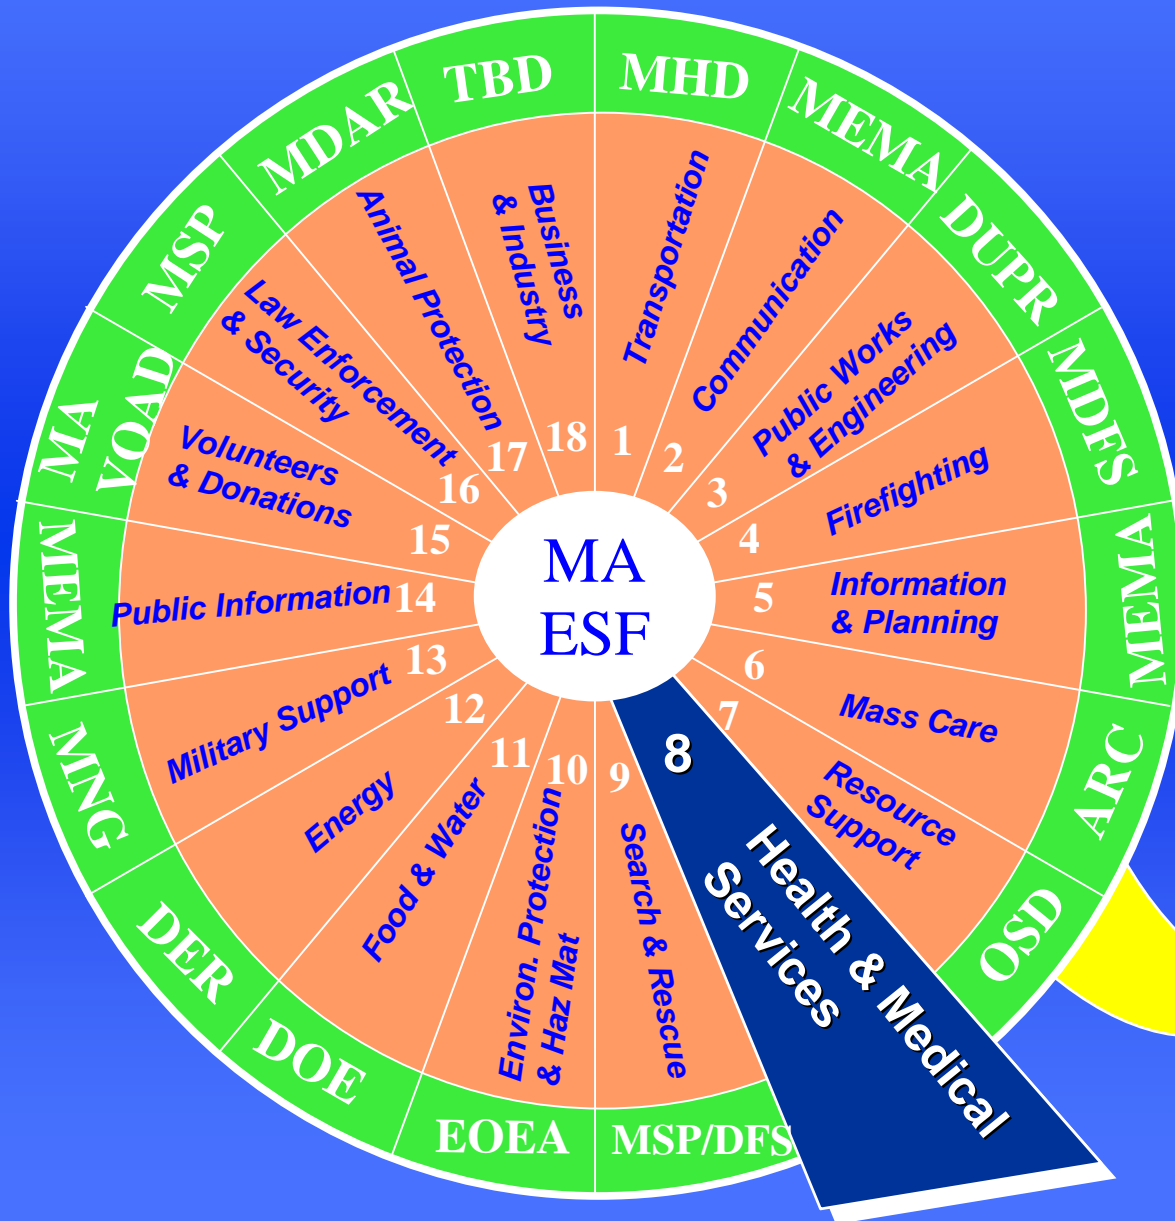 MA
ESF
MHD
Transportation
1
MEMA
Communication
2
DUPR
Public Works
& Engineering
3
MDFS
Firefighting
4
MEMA
Information
& Planning
5
ARC
Mass Care
6
OSD
Resource
Support
7
8
Health & Medical
Services
MSP/DFS
Search & Rescue
9
EOEA
Environ. Protection
& Haz Mat
10
DOE
Food & Water
11
DER
Energy
12
MNG
Military Support
13
MEMA
Public Information
14
MA
VOAD
Volunteers
& Donations
15
MSP
Law Enforcement
& Security
16
MDAR
Animal Protection
17
TBD
Business
& Industry
18